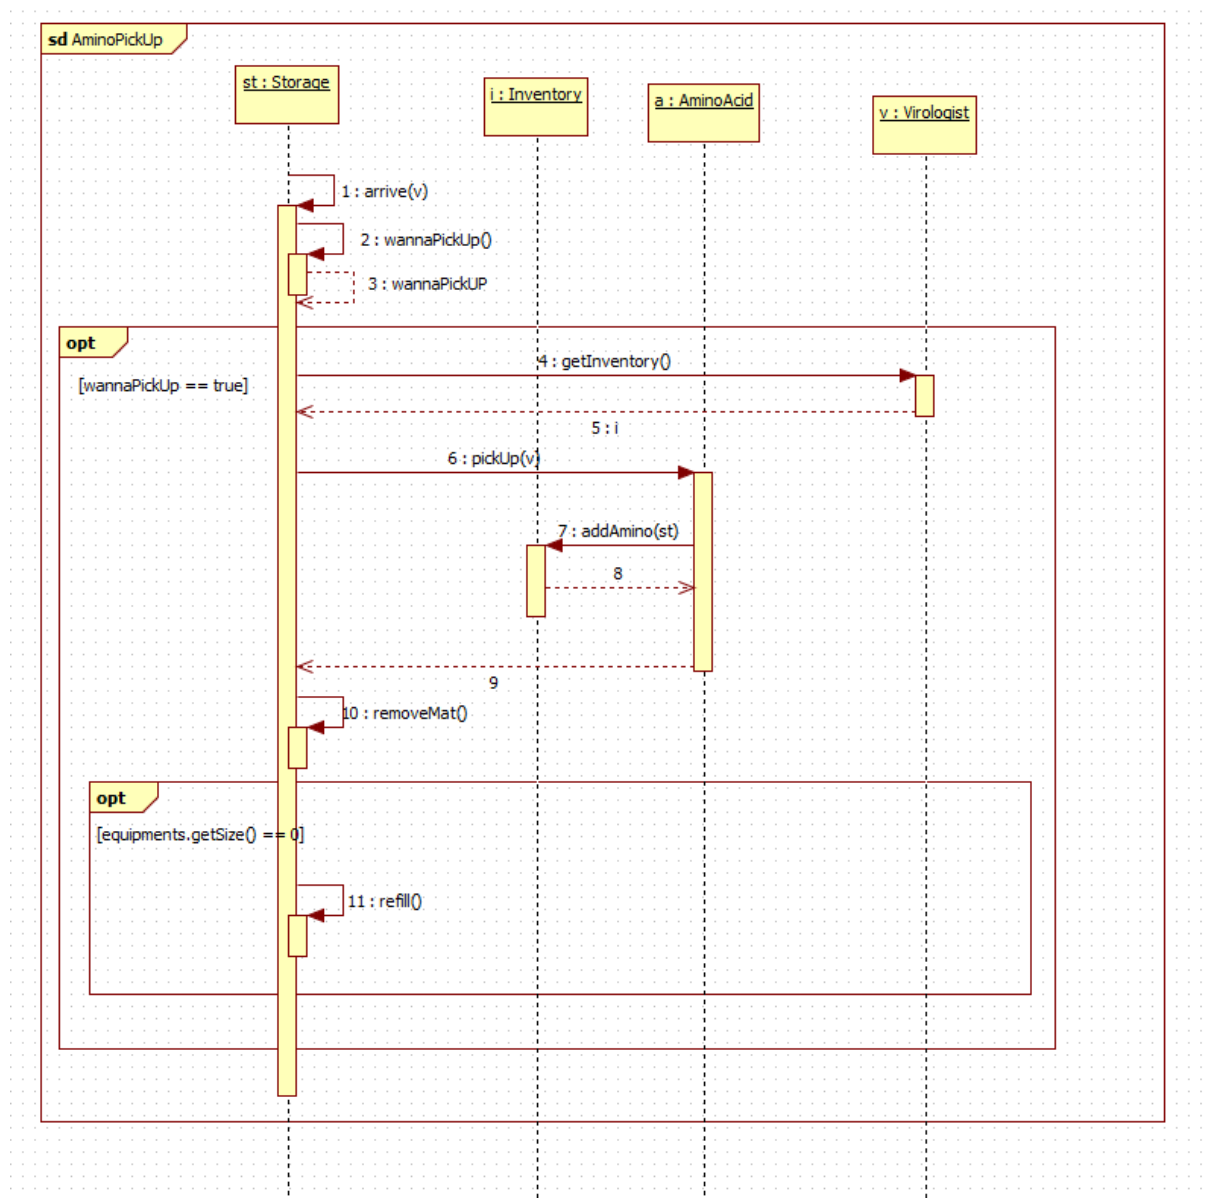 sd AminoPickUp
st : Storage
i : Inventory
a : AminoAcid
v : Virologist
1 : arrive(v)
2 : wannaPickUp()
3 : wannaPickUP
opt
[wannaPickUp == true]
4 : getInventory()
5 : i
6 : pickUp(v)
7 : addAmino(st)
8
9
10 : removeMat()
opt
[equipments.getSize() == 0]
11 : refill()